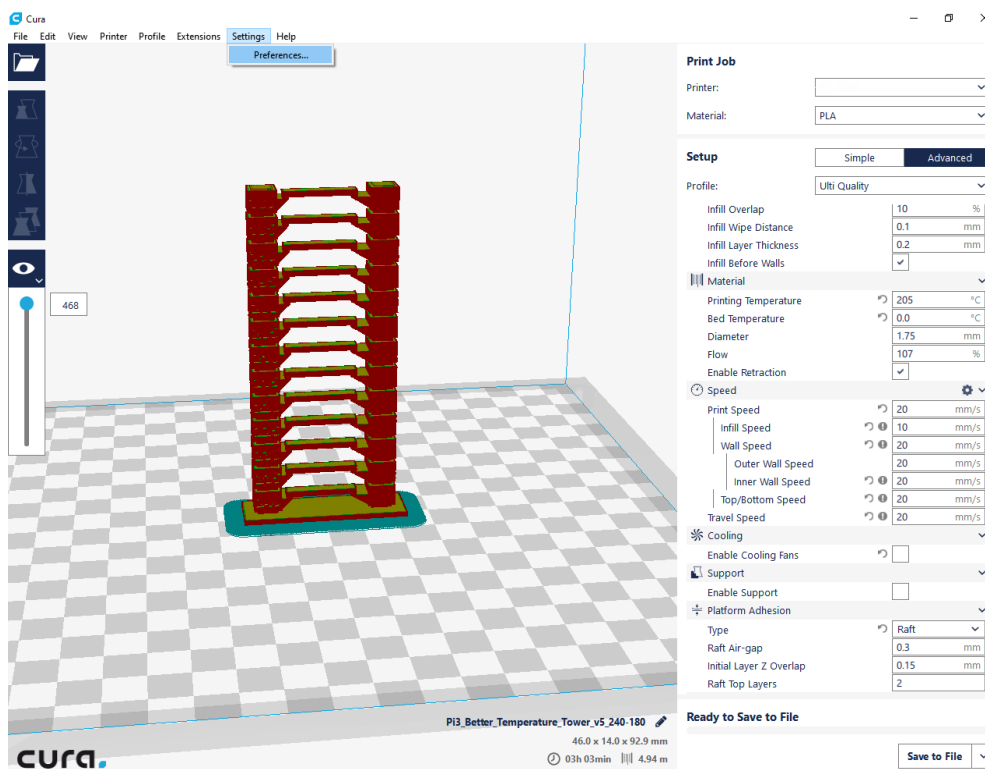 Cura
File Edit View Printer Profile Extensions Settings Help
Preferences...
468
Print Job
Printer:
Material: PLA
Setup Simple Advanced
Profile: Ulti Quality
Infill Overlap 10 %
Infill Wipe Distance 0.1 mm
Infill Layer Thickness 0.2 mm
Infill Before Walls
Material
Printing Temperature 205 °C
Bed Temperature 0.0 °C
Diameter 1.75 mm
Flow 107 %
Enable Retraction
Speed
Print Speed 20 mm/s
Infill Speed 10 mm/s
Wall Speed 20 mm/s
Outer Wall Speed 20 mm/s
Inner Wall Speed 20 mm/s
Top/Bottom Speed 20 mm/s
Travel Speed 20 mm/s
Cooling
Enable Cooling Fans
Support
Enable Support
Platform Adhesion
Type Raft
Raft Air-gap 0.3 mm
Initial Layer Z Overlap 0.15 mm
Raft Top Layers 2
Pi3_Better_Temperature_Tower_v5_240-180
46.0 x 14.0 x 92.9 mm
03h 03min 4.94 m
cura.
Ready to Save to File
Save to File